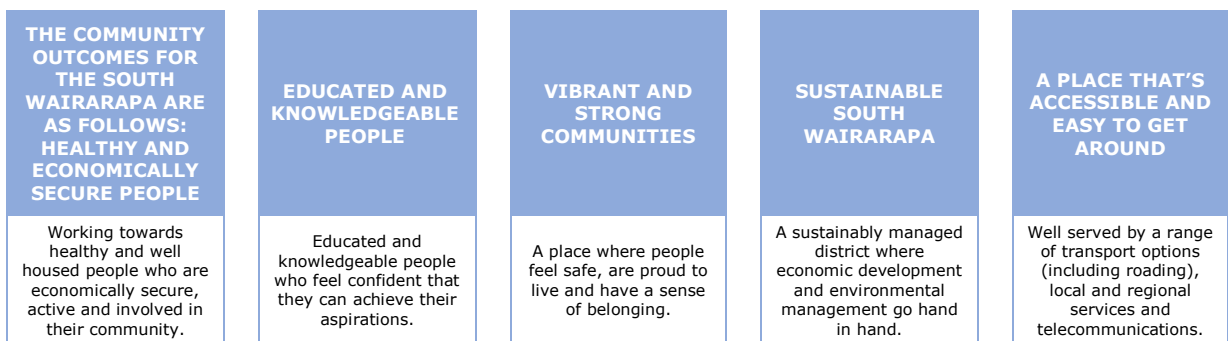 THE COMMUNITY
OUTCOMES FOR
THE SOUTH
WAIRARAPA ARE
AS FOLLOWS:
HEALTHY AND
ECONOMICALLY
SECURE PEOPLE
Working towards
healthy and well
housed people who are
economically secure,
active and involved in
their community.
EDUCATED AND
KNOWLEDGEABLE
PEOPLE
Educated and
knowledgeable people
who feel confident that
they can achieve their
aspirations.
VIBRANT AND
STRONG
COMMUNITIES
A place where people
feel safe, are proud to
live and have a sense
of belonging.
SUSTAINABLE
SOUTH
WAIRARAPA
A sustainably managed
district where
economic development
and environmental
management go hand
in hand.
A PLACE THAT’S
ACCESSIBLE AND
EASY TO GET
AROUND
Well served by a range
of transport options
(including roading),
local and regional
services and
telecommunications.